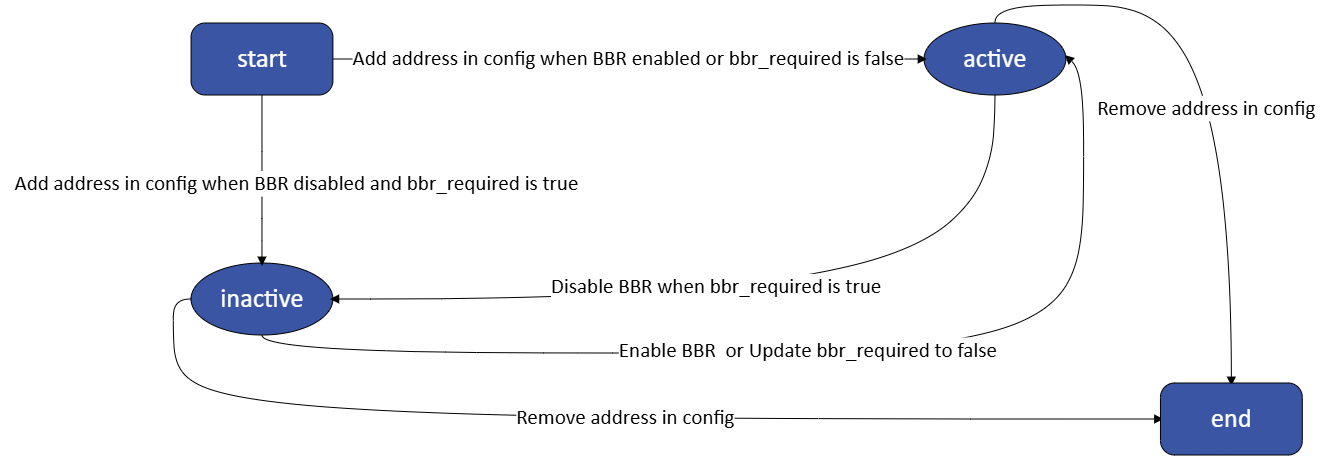 start
Add address in config when BBR enabled or bbr_required is false
active
Remove address in config
Add address in config when BBR disabled and bbr_required is true
Disable BBR when bbr_required is true
inactive
Enable BBR  or Update bbr_required to false
Remove address in config
end